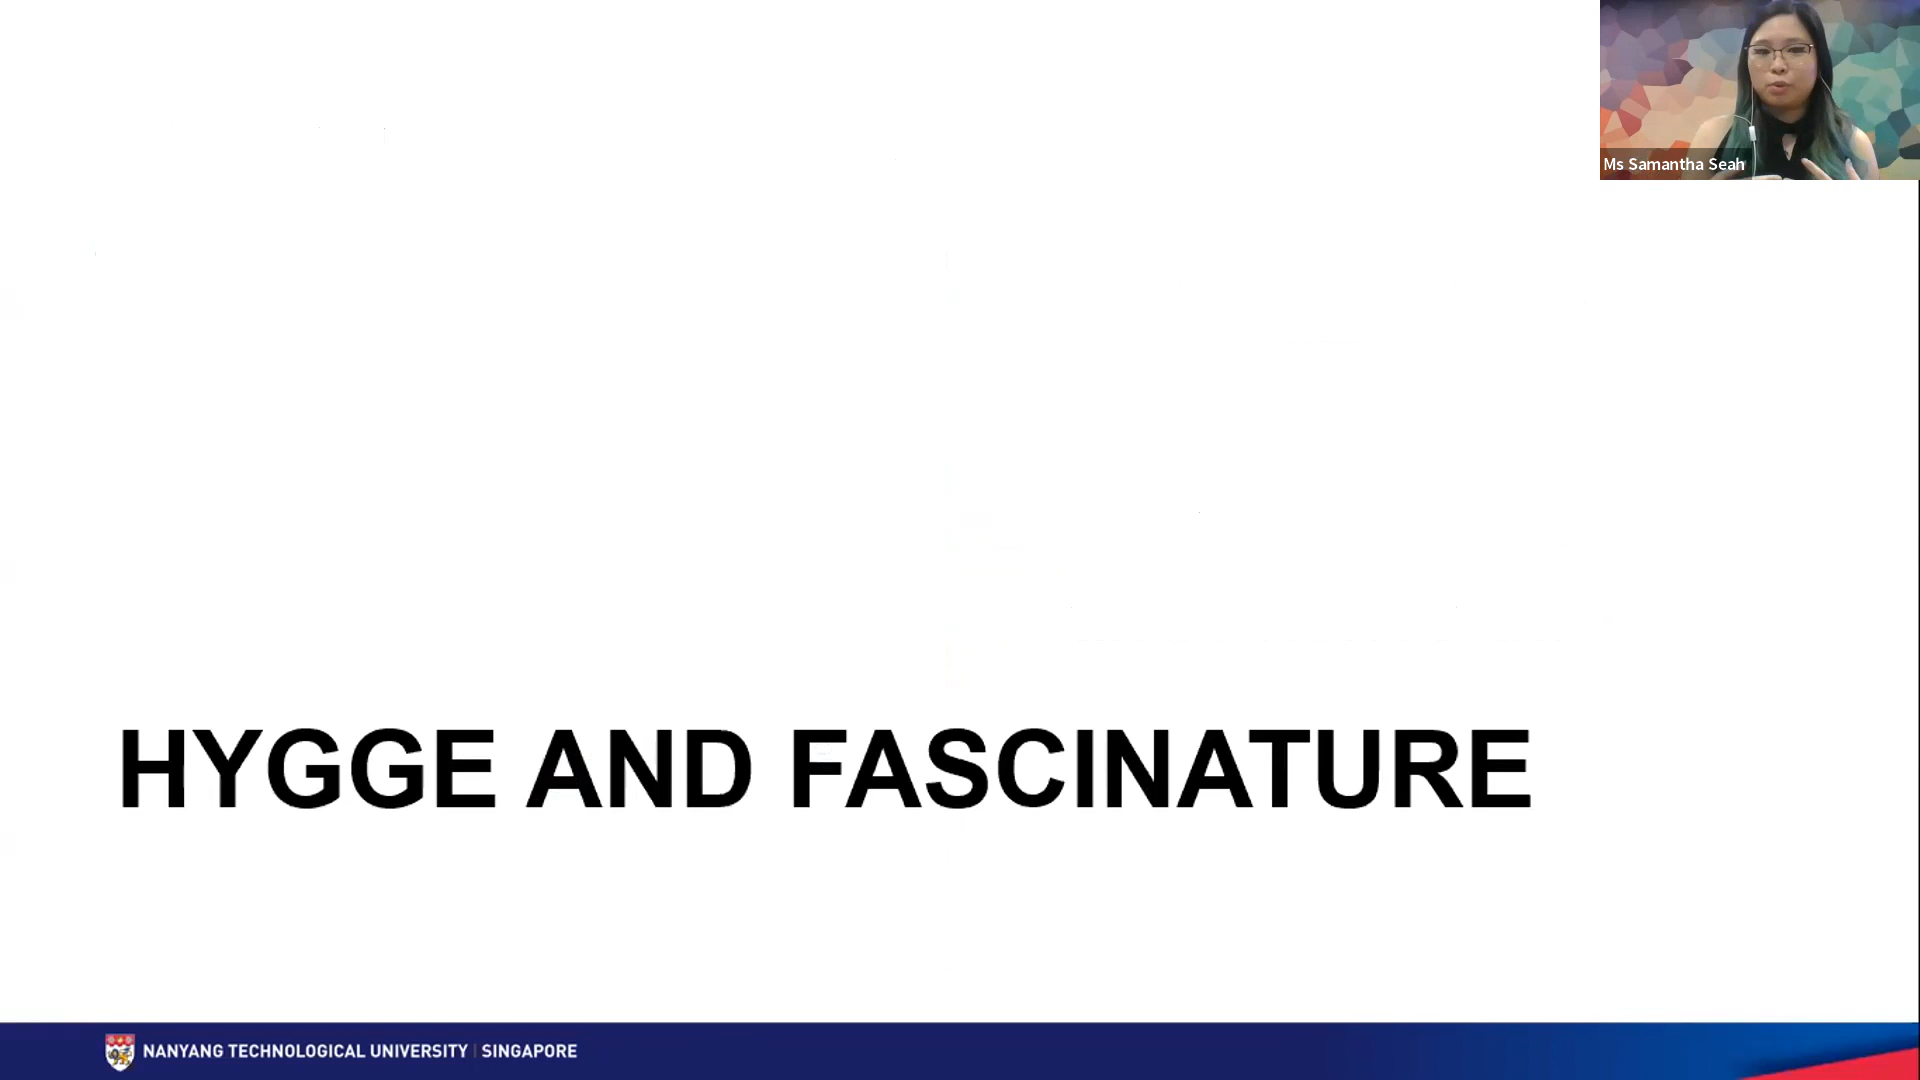 Ms Samantha Seah
HYGGE AND FASCINATURE
NANYANG TECHNOLOGICAL UNIVERSITY | SINGAPORE